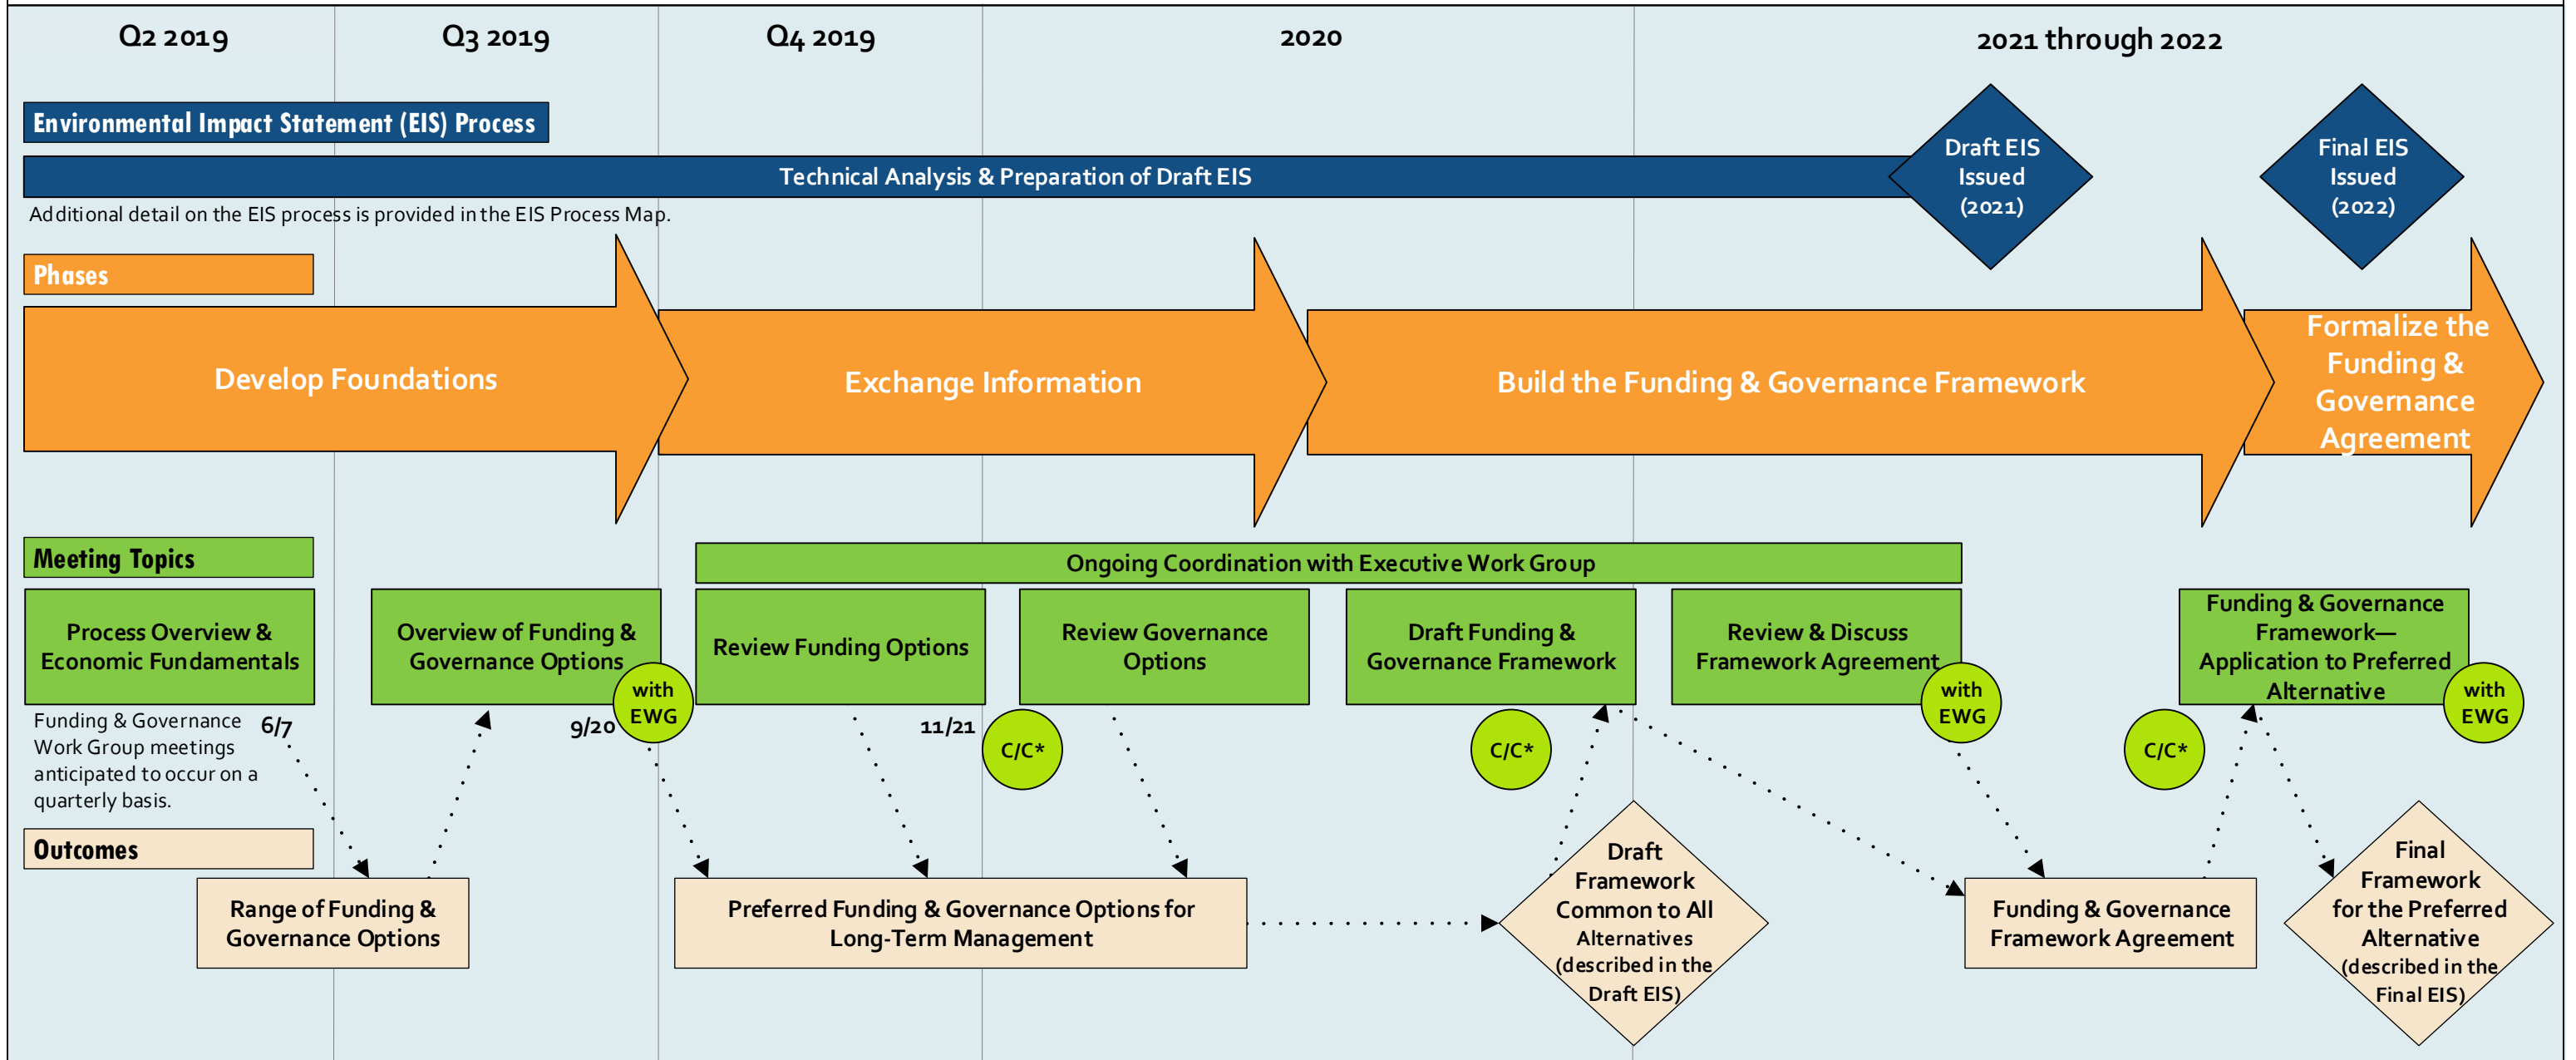 Q2 2019
Q3 2019
Q4 2019
2020
2021 through 2022
Environmental Impact Statement (EIS) Process
Technical Analysis & Preparation of Draft EIS
Draft EIS
Issued
(2021)
Final EIS
Issued
(2022)
Additional detail on the EIS process is provided in the EIS Process Map.
Phases
Develop Foundations
Exchange Information
Build the Funding & Governance Framework
Formalize the
Funding &
Governance
Agreement
Meeting Topics
Ongoing Coordination with Executive Work Group
Process Overview &
Economic Fundamentals
Overview of Funding &
Governance Options
with
EWG
Review Funding Options
Review Governance
Options
Draft Funding &
Governance Framework
Review & Discuss
Framework Agreement
with
EWG
Funding & Governance
Framework—
Application to Preferred
Alternative
with
EWG
Funding & Governance
Work Group meetings
anticipated to occur on a
quarterly basis.
6/7
9/20
11/21
C/C*
C/C*
C/C*
Outcomes
Range of Funding &
Governance Options
Preferred Funding & Governance Options for
Long-Term Management
Draft
Framework
Common to All
Alternatives
(described in the
Draft EIS)
Funding & Governance
Framework Agreement
Final
Framework
for the Preferred
Alternative
(described in the
Final EIS)